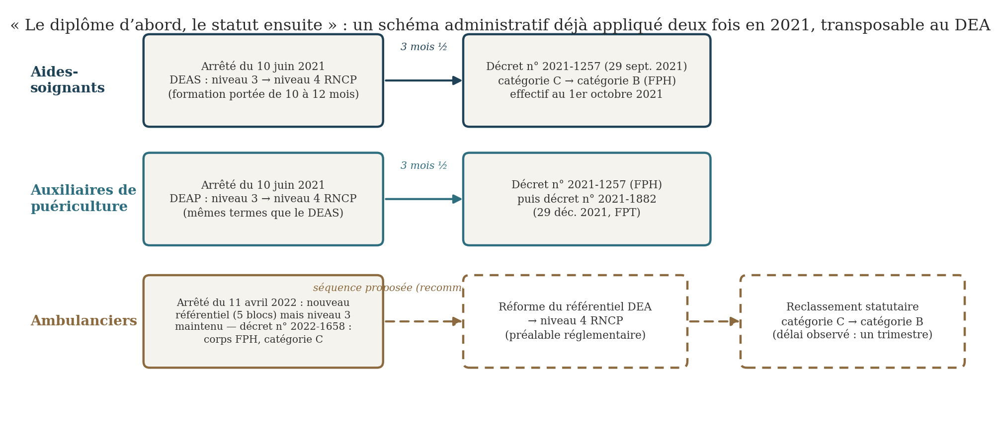 « Le diplôme d’abord, le statut ensuite » : un schéma administratif déjà appliqué deux fois en 2021, transposable au DEA
Aides-
soignants
Arrêté du 10 juin 2021
DEAS : niveau 3 → niveau 4 RNCP
(formation portée de 10 à 12 mois)
3 mois ½
Décret n° 2021-1257 (29 sept. 2021)
catégorie C → catégorie B (FPH)
effectif au 1er octobre 2021
Auxiliaires de
puériculture
Arrêté du 10 juin 2021
DEAP : niveau 3 → niveau 4 RNCP
(mêmes termes que le DEAS)
3 mois ½
Décret n° 2021-1257 (FPH)
puis décret n° 2021-1882
(29 déc. 2021, FPT)
Ambulanciers
Arrêté du 11 avril 2022 : nouveau
référentiel (5 blocs) mais niveau 3
maintenu — décret n° 2022-1658 :
corps FPH, catégorie C
séquence proposée (recomm
Réforme du référentiel DEA
→ niveau 4 RNCP
(préalable réglementaire)
Reclassement statutaire
catégorie C → catégorie B
(délai observé : un trimestre)